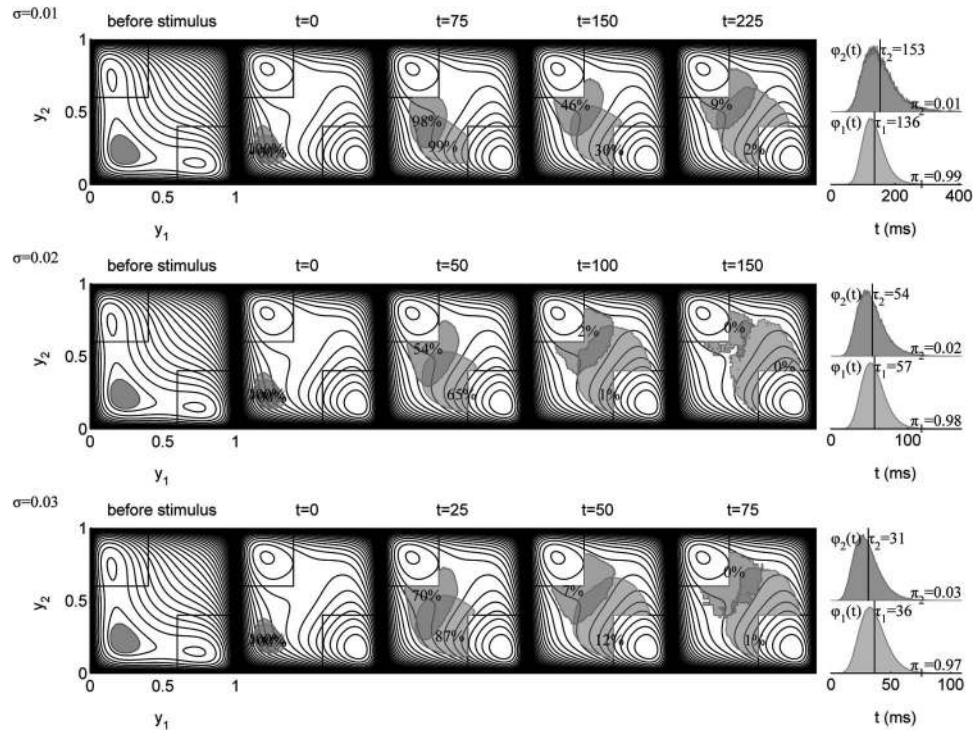 σ=0.01
before stimulus t=0 t=75 t=150 t=225
1
0.5
0
y2
98%
99%
46%
30%
9%
2%
φ2(t) τ2=153
π2=0.01
φ1(t) τ1=136
π1=0.99
0 0.5 1
y1
0 200 400
t (ms)
σ=0.02
before stimulus t=0 t=50 t=100 t=150
1
0.5
0
y2
54%
65%
2%
1%
0%
0%
φ2(t) τ2=54
π2=0.02
φ1(t) τ1=57
π1=0.98
0 0.5 1
y1
0 100
t (ms)
σ=0.03
before stimulus t=0 t=25 t=50 t=75
1
0.5
0
y2
100%
70%
87%
7%
12%
0%
1%
φ2(t) τ2=31
π2=0.03
φ1(t) τ1=36
π1=0.97
0 0.5 1
y1
0 50 100
t (ms)